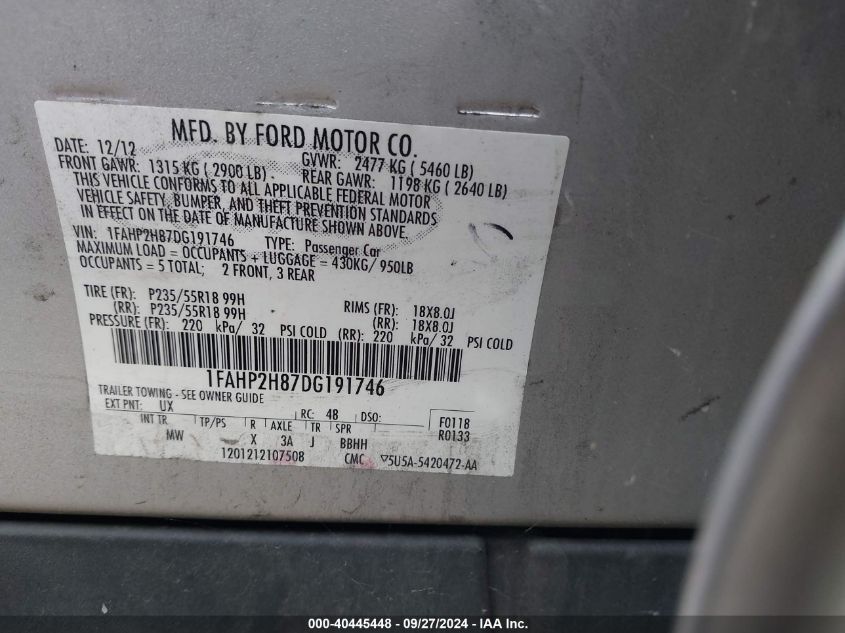 MFD. BY FORD MOTOR CO.
DATE: 12/12 GVWR: 2477 KG ( 5460 LB)
FRONT GAWR: 1315 KG ( 2900 LB). REAR GAWR: 1198 KG ( 2640 LB)
THIS VEHICLE CONFORMS TO ALL APPLICABLE FEDERAL MOTOR
VEHICLE SAFETY, BUMPER, AND THEFT PREVENTION STANDARDS
IN EFFECT ON THE DATE OF MANUFACTURE SHOWN ABOVE.
VIN: 1FAHP2H87DG191746 TYPE: Passenger Car
MAXIMUM LOAD = OCCUPANTS + LUGGAGE = 430KG/ 950LB
OCCUPANTS = 5 TOTAL; 2 FRONT, 3 REAR
TIRE (FR): P235/55R18 99H RIMS (FR): 18X8.0J
(RR): P235/55R18 99H (RR): 18X8.0J
PRESSURE (FR): 220 kPa/ 32 PSI COLD (RR): 220 kPa/ 32 PSI COLD
1FAHP2H87DG191746
TRAILER TOWING - SEE OWNER GUIDE
EXT PNT: UX RC: 48 DSO: F0118
INT TR TP/PS R AXLE TR SPR R0133
MW X 3A J BBHH
1201212107508 CMC ▽5U5A-5420472-AA
000-40445448 - 09/27/2024 - IAA Inc.